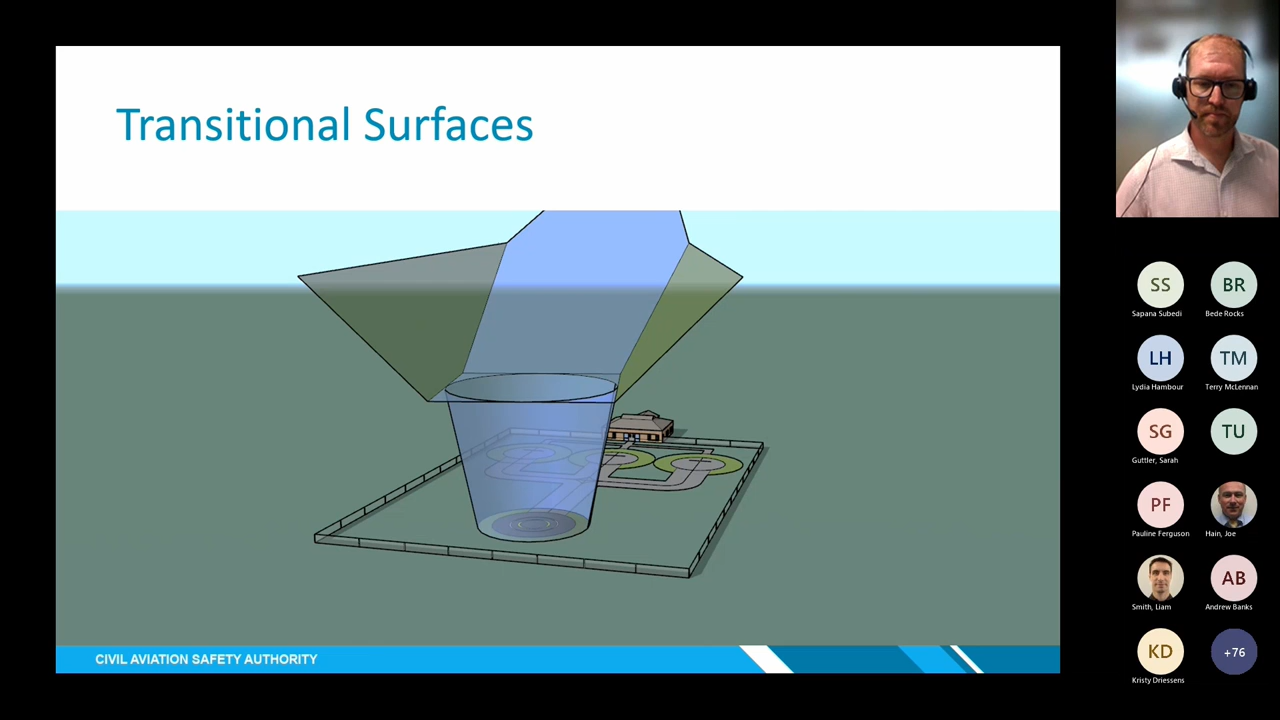 Transitional Surfaces
CIVIL AVIATION SAFETY AUTHORITY
SS
Sapana Subedi
BR
Bede Rocks
LH
Lydia Hambour
TM
Terry McLennan
SG
Guttler, Sarah
TU
PF
Pauline Ferguson
Hain, Joe
Smith, Liam
AB
Andrew Banks
KD
Kristy Driessens
+76